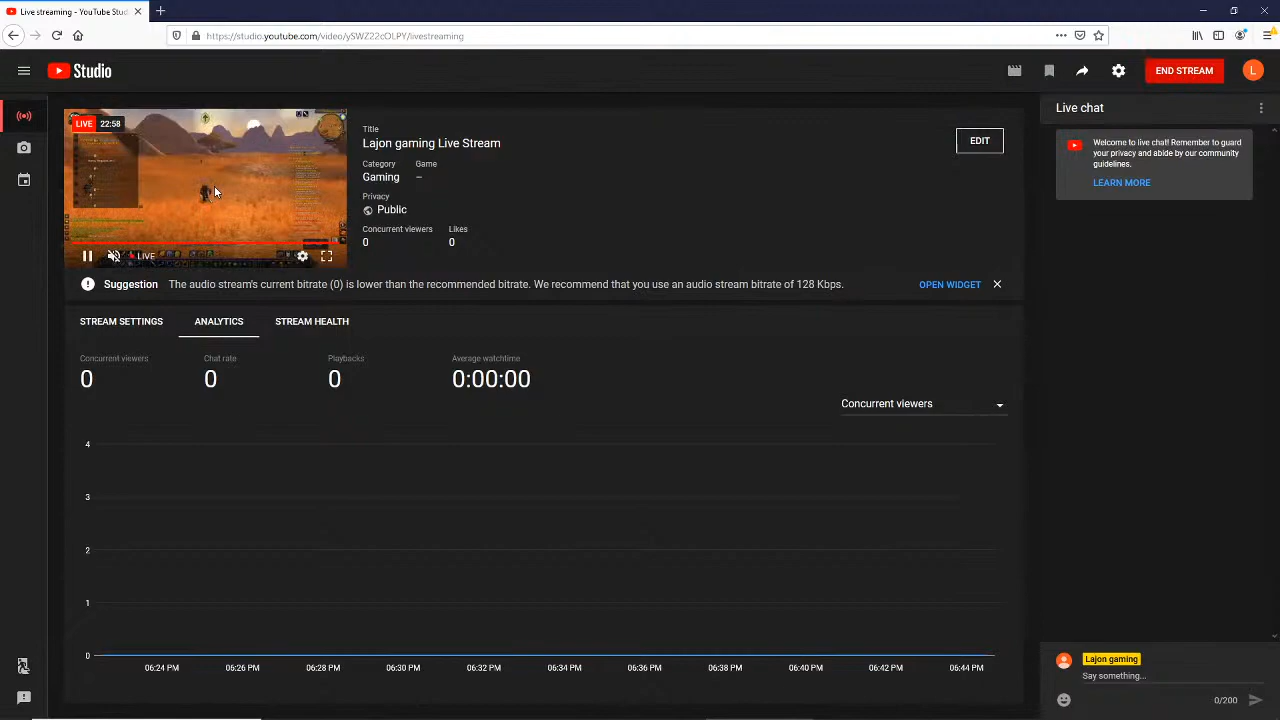 Live streaming - YouTube Stud
https://studio.youtube.com/video/ySWZ22cOLPY/livestreaming
Studio
END STREAM
L
LIVE 22:58
LIVE
Title
Lajon gaming Live Stream
EDIT
Category Game
Gaming –
Privacy
Public
Concurrent viewers Likes
0 0
Suggestion The audio stream's current bitrate (0) is lower than the recommended bitrate. We recommend that you use an audio stream bitrate of 128 Kbps. OPEN WIDGET
STREAM SETTINGS ANALYTICS STREAM HEALTH
Concurrent viewers Chat rate Playbacks Average watchtime
0 0 0 0:00:00
Concurrent viewers
4
3
2
1
0
06:24 PM 06:26 PM 06:28 PM 06:30 PM 06:32 PM 06:34 PM 06:36 PM 06:38 PM 06:40 PM 06:42 PM 06:44 PM
Live chat
Welcome to live chat! Remember to guard
your privacy and abide by our community
guidelines.
LEARN MORE
Lajon gaming
Say something...
0/200